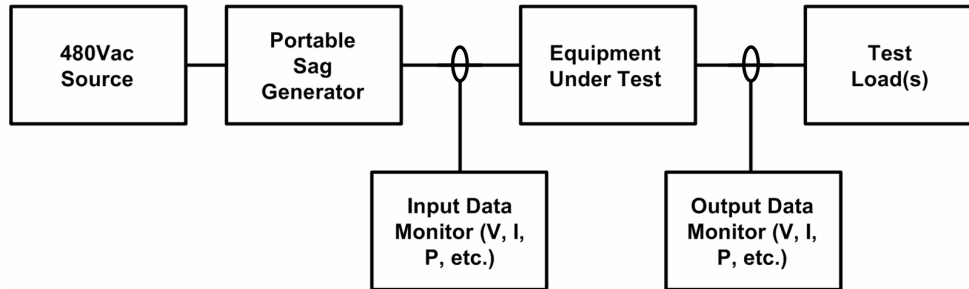 480Vac
Source
Portable
Sag
Generator
Equipment
Under Test
Test
Load(s)
Input Data
Monitor (V, I,
P, etc.)
Output Data
Monitor (V, I,
P, etc.)